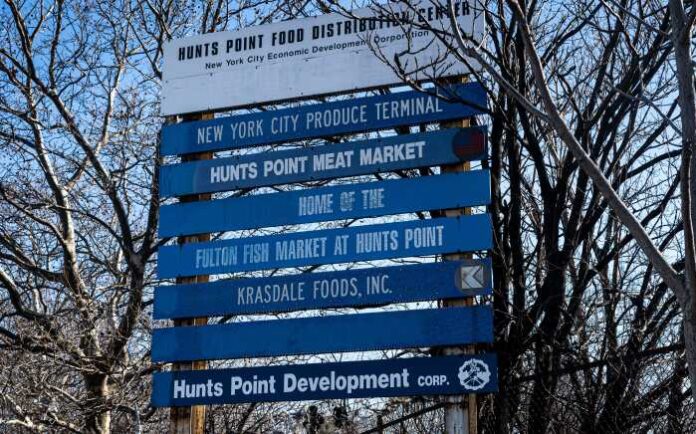 HUNTS POINT FOOD DISTRIBUTION CENTER
New York City Economic Development Corporation
NEW YORK CITY PRODUCE TERMINAL
HUNTS POINT MEAT MARKET
HOME OF THE
FULTON FISH MARKET AT HUNTS POINT
KRASDALE FOODS, INC.
HUNTS POINT DEVELOPMENT CORP.